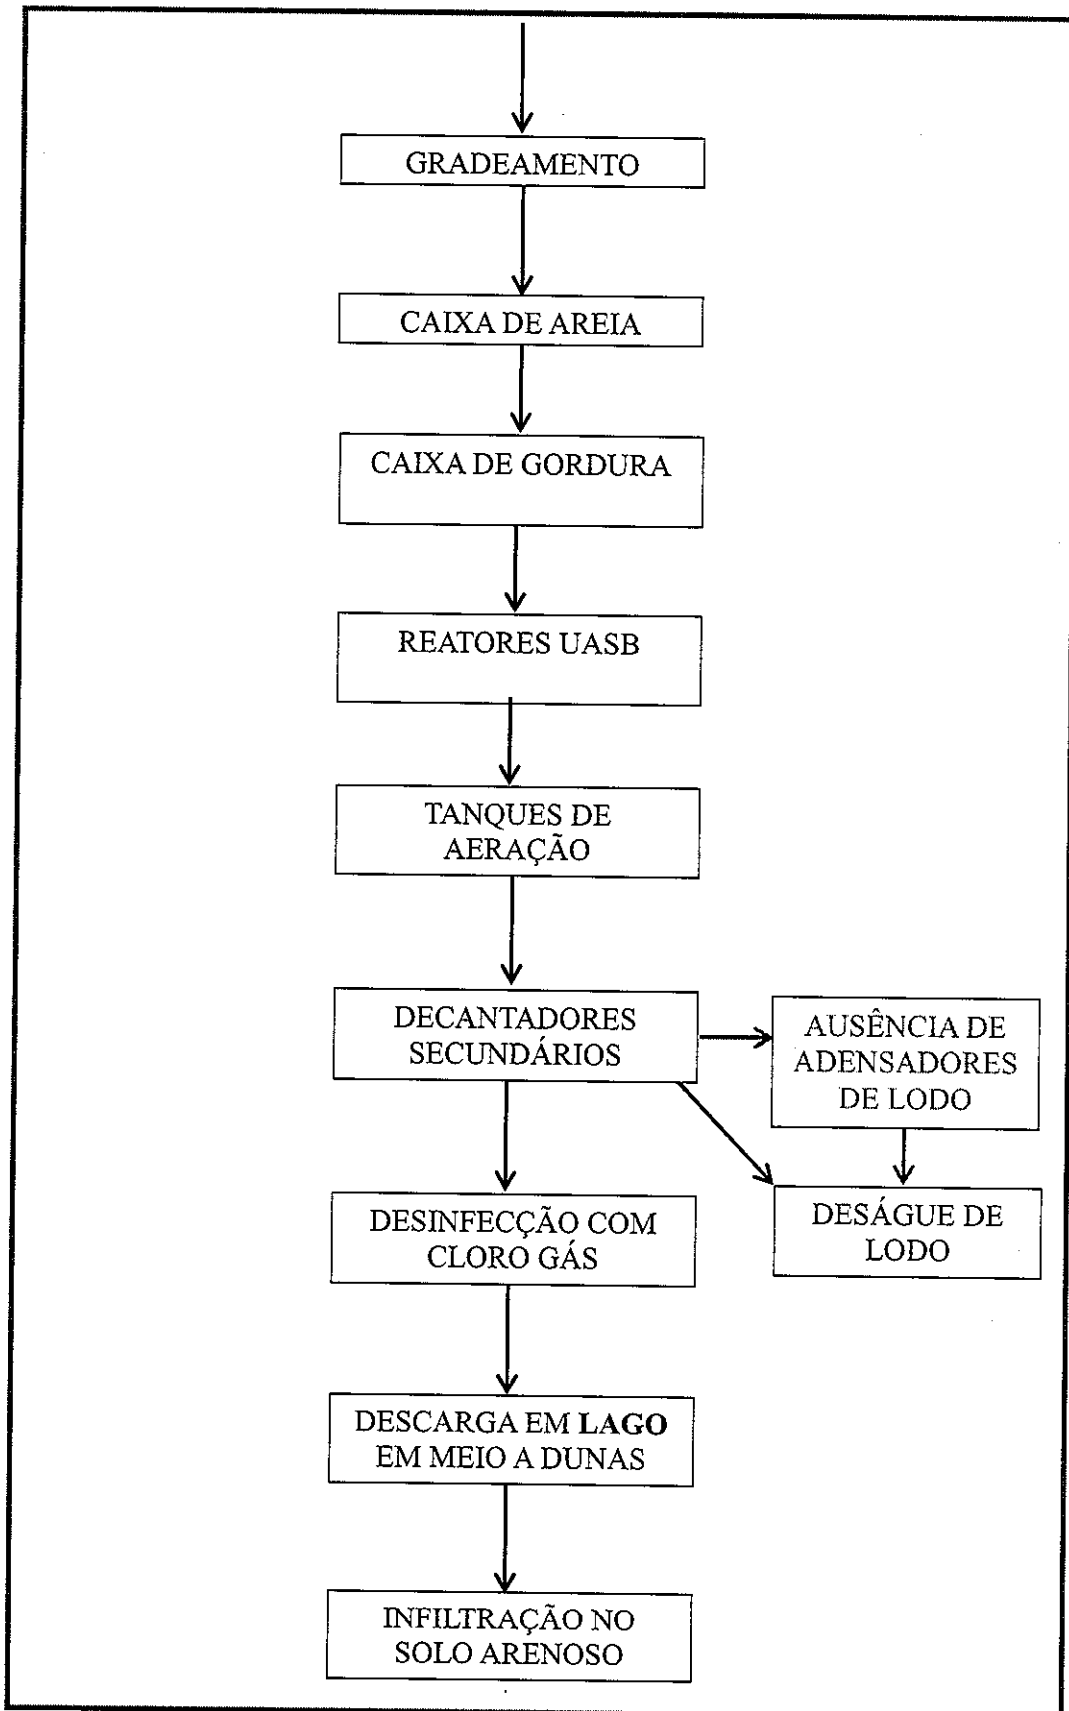 GRADEAMENTO
CAIXA DE AREIA
CAIXA DE GORDURA
REATORES UASB
TANQUES DE
AERAÇÃO
DECANTADORES
SECUNDÁRIOS
AUSÊNCIA DE
ADENSADORES
DE LODO
DESINFECÇÃO COM
CLORO GÁS
DESÁGUE DE
LODO
DESCARGA EM LAGO
EM MEIO A DUNAS
INFILTRAÇÃO NO
SOLO ARENOSO